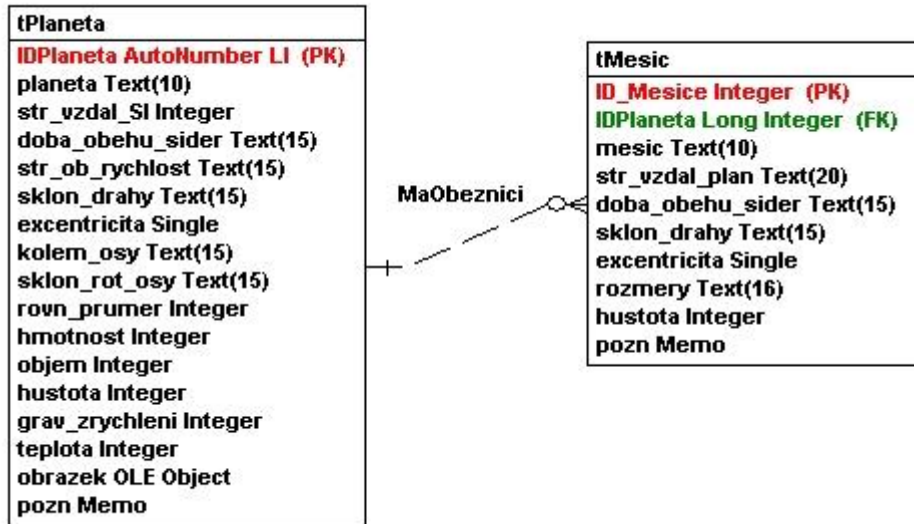 tPlaneta
IDPlaneta AutoNumber LI (PK)
planeta Text(10)
str_vzdal_Sl Integer
doba_obehu_sider Text(15)
str_ob_rychlost Text(15)
sklon_drahy Text(15)
excentricita Single
kolem_osy Text(15)
sklon_rot_osy Text(15)
rovn_prumer Integer
hmotnost Integer
objem Integer
hustota Integer
grav_zrychleni Integer
teplota Integer
obrazek OLE Object
pozn Memo
MaObeznici
tMesic
ID_Mesice Integer (PK)
IDPlaneta Long Integer (FK)
mesic Text(10)
str_vzdal_plan Text(20)
doba_obehu_sider Text(15)
sklon_drahy Text(15)
excentricita Single
rozmery Text(16)
hustota Integer
pozn Memo